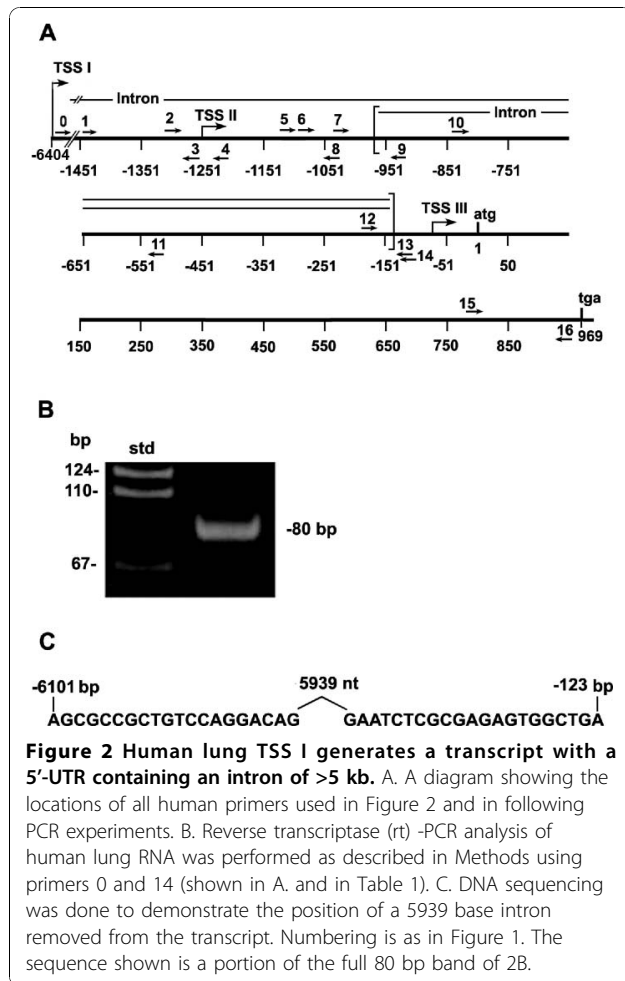 A
TSS I
Intron
0 1 2 TSS II 5 6 7 Intron 10
3 4 8 9
-6404 -1451 -1351 -1251 -1151 -1051 -951 -851 -751
12 TSS III atg
11 13 14
-651 -551 -451 -351 -251 -151 -51 1 50
15 tga
16
150 250 350 450 550 650 750 850 969
B
bp std
124-
110-
-80 bp
67-
C
-6101 bp 5939 nt -123 bp
AGCGCCGCTGTCCAGGACAG GAATCTCGCGAGAGTGGCTGA
Figure 2 Human lung TSS I generates a transcript with a
5′-UTR containing an intron of >5 kb. A. A diagram showing the
locations of all human primers used in Figure 2 and in following
PCR experiments. B. Reverse transcriptase (rt) -PCR analysis of
human lung RNA was performed as described in Methods using
primers 0 and 14 (shown in A. and in Table 1). C. DNA sequencing
was done to demonstrate the position of a 5939 base intron
removed from the transcript. Numbering is as in Figure 1. The
sequence shown is a portion of the full 80 bp band of 2B.